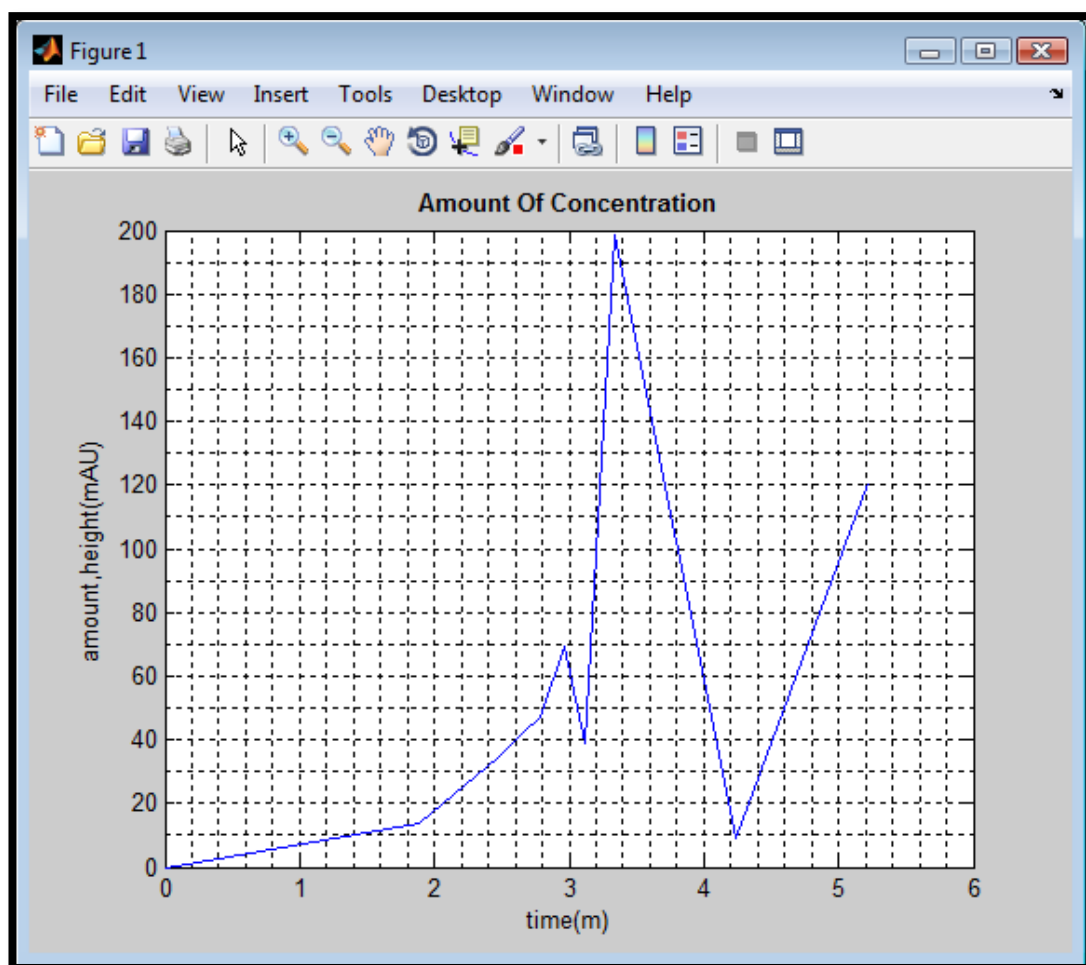 Figure 1
File Edit View Insert Tools Desktop Window Help
Amount Of Concentration
200
180
160
140
120
100
80
60
40
20
0
amount,height(mAU)
0 1 2 3 4 5 6
time(m)